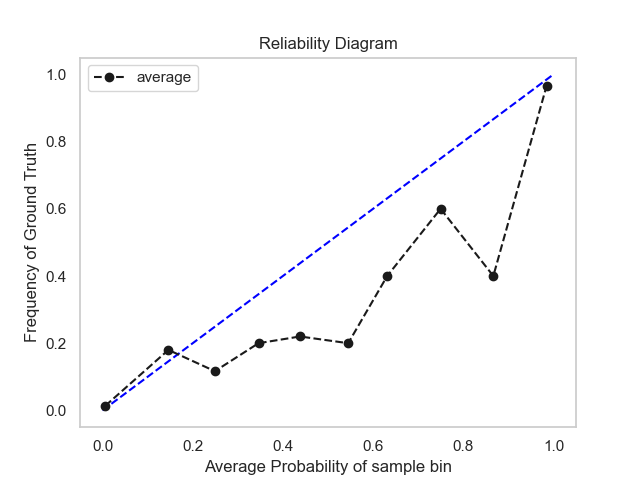 Reliability Diagram
average
Frequency of Ground Truth
1.0
0.8
0.6
0.4
0.2
0.0
0.0 0.2 0.4 0.6 0.8 1.0
Average Probability of sample bin